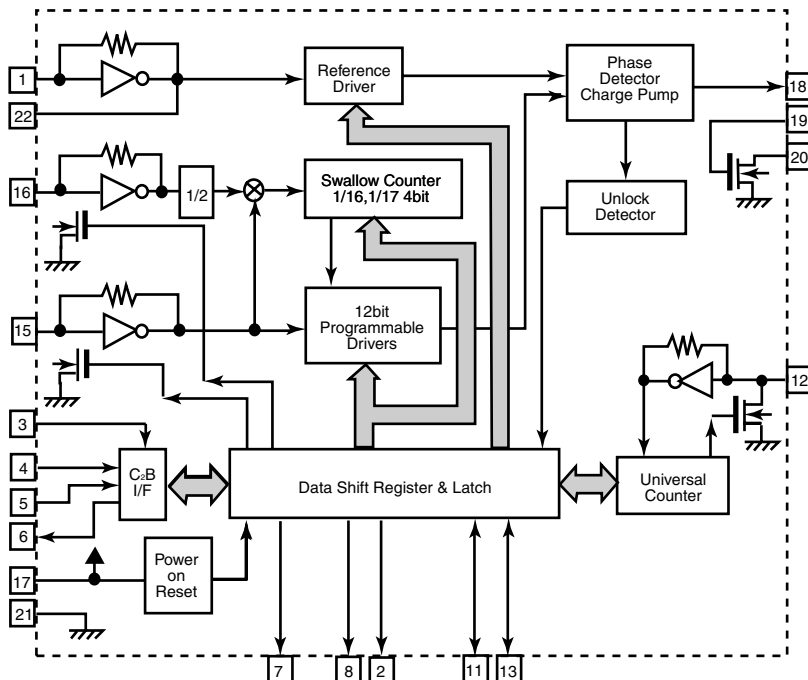 1
Reference
Driver
Phase
Detector
Charge Pump
18
22
19
20
16
1/2
Swallow Counter
1/16,1/17 4bit
Unlock
Detector
15
12bit
Programmable
Drivers
12
3
4
C2B
I/F
Data Shift Register & Latch
Universal
Counter
5
6
17
Power
on
Reset
21
7
8
2
11
13